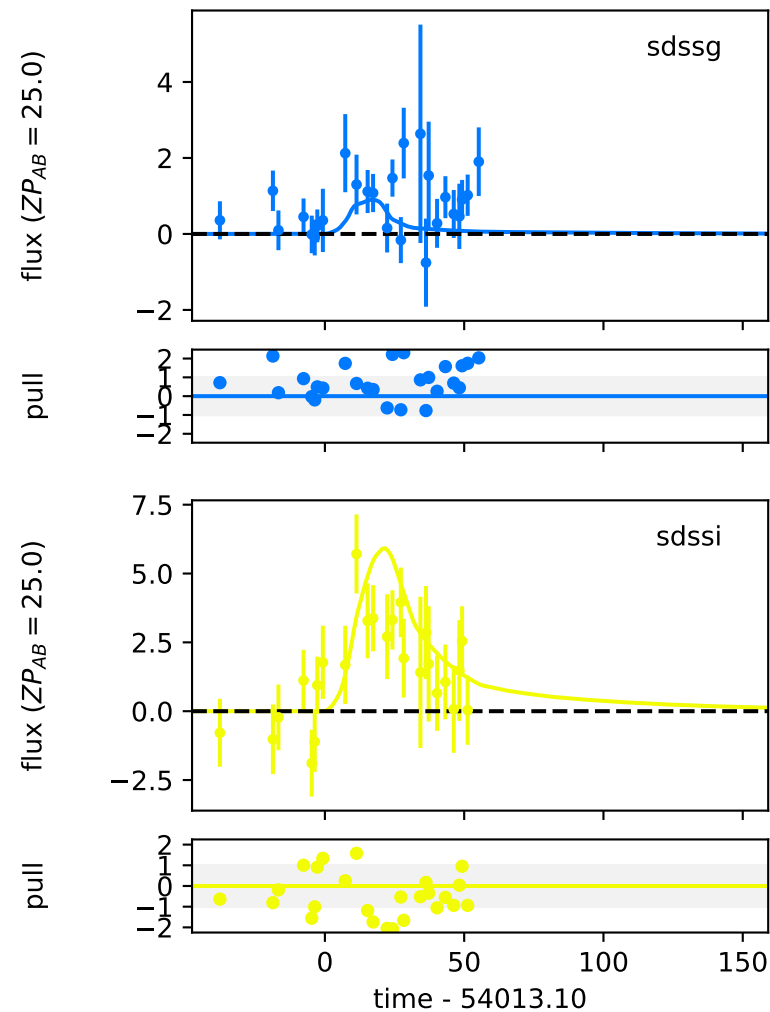 sdssg
flux (ZP_AB = 25.0)
4
2
0
−2
pull
2
1
0
−1
−2
sdssi
flux (ZP_AB = 25.0)
7.5
5.0
2.5
0.0
−2.5
pull
2
1
0
−1
−2
0 50 100 150
time - 54013.10